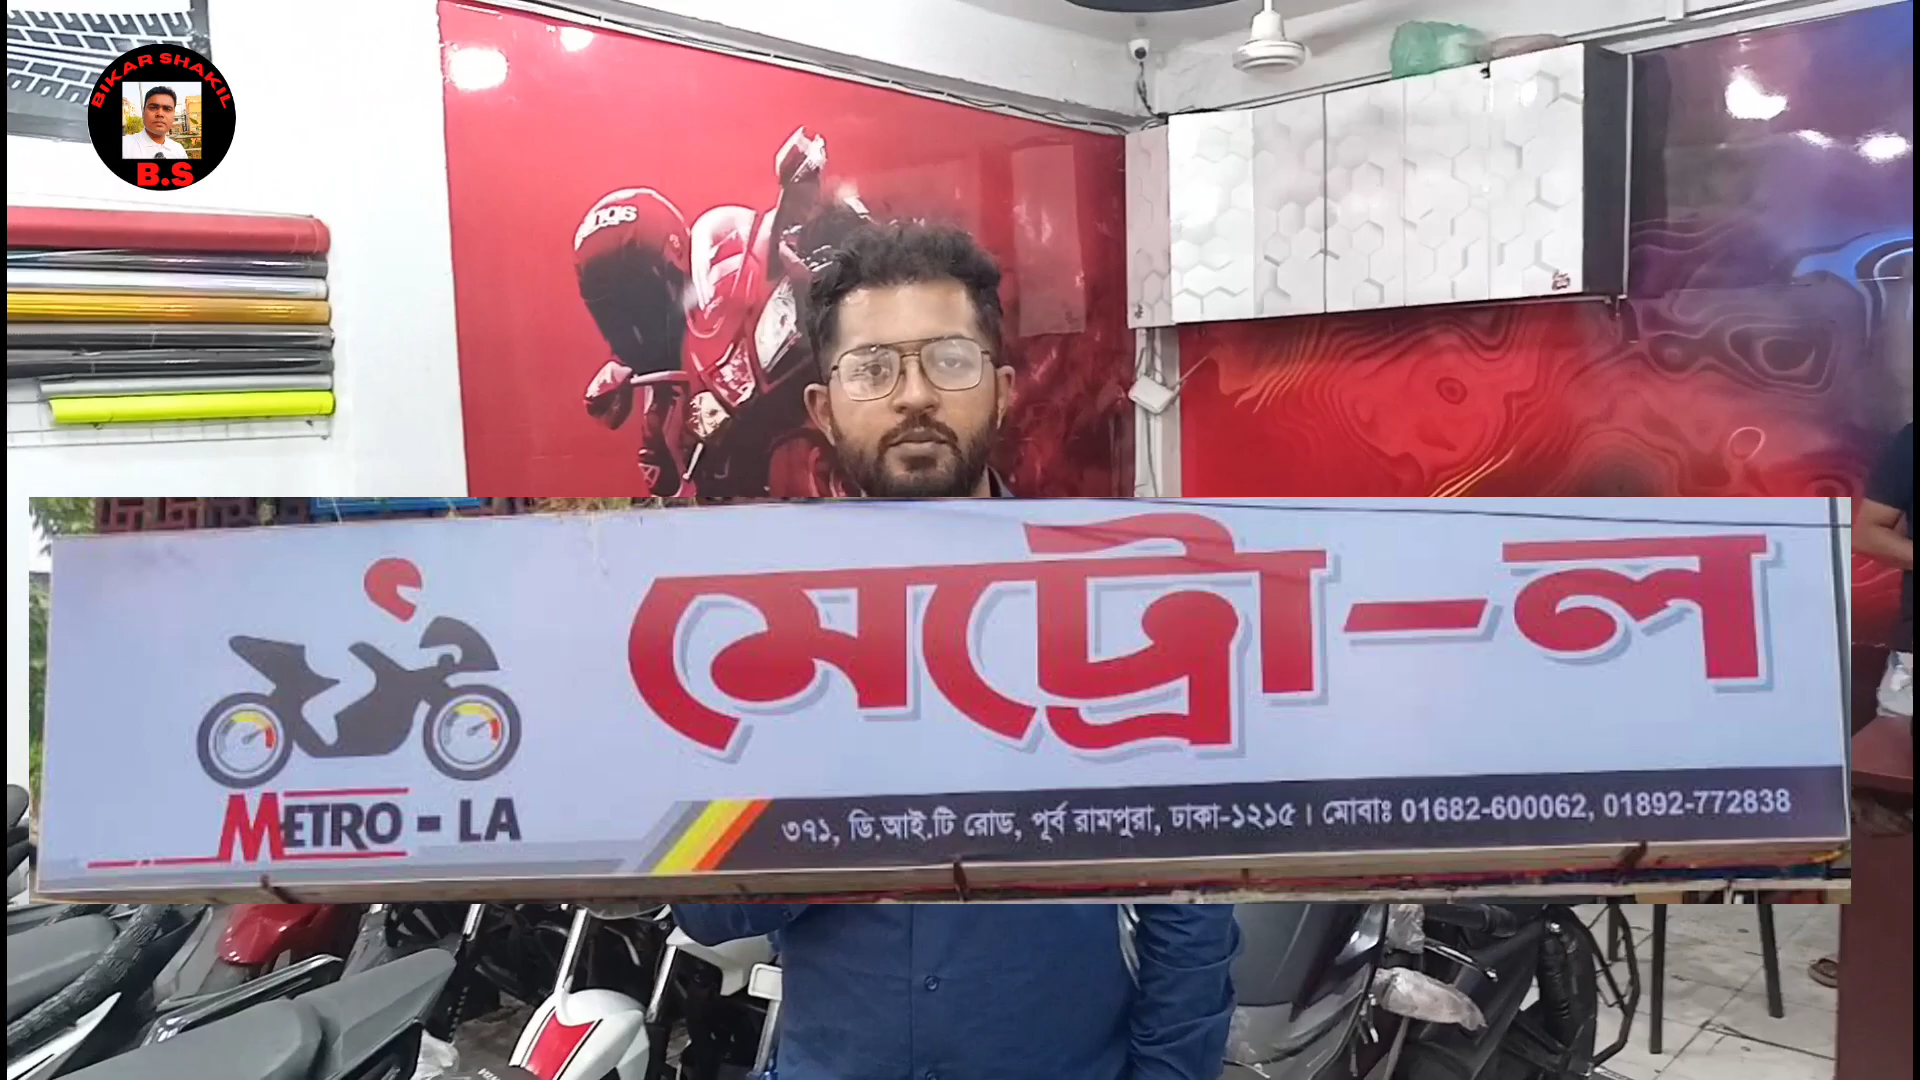 BIKAR SHAKIL
B.S
মেট্রো-ল
METRO - LA
৩৭১, ডি.আই.টি রোড, পূর্ব রামপুরা, ঢাকা-১২১৫। মোবাঃ 01682-600062, 01892-772838